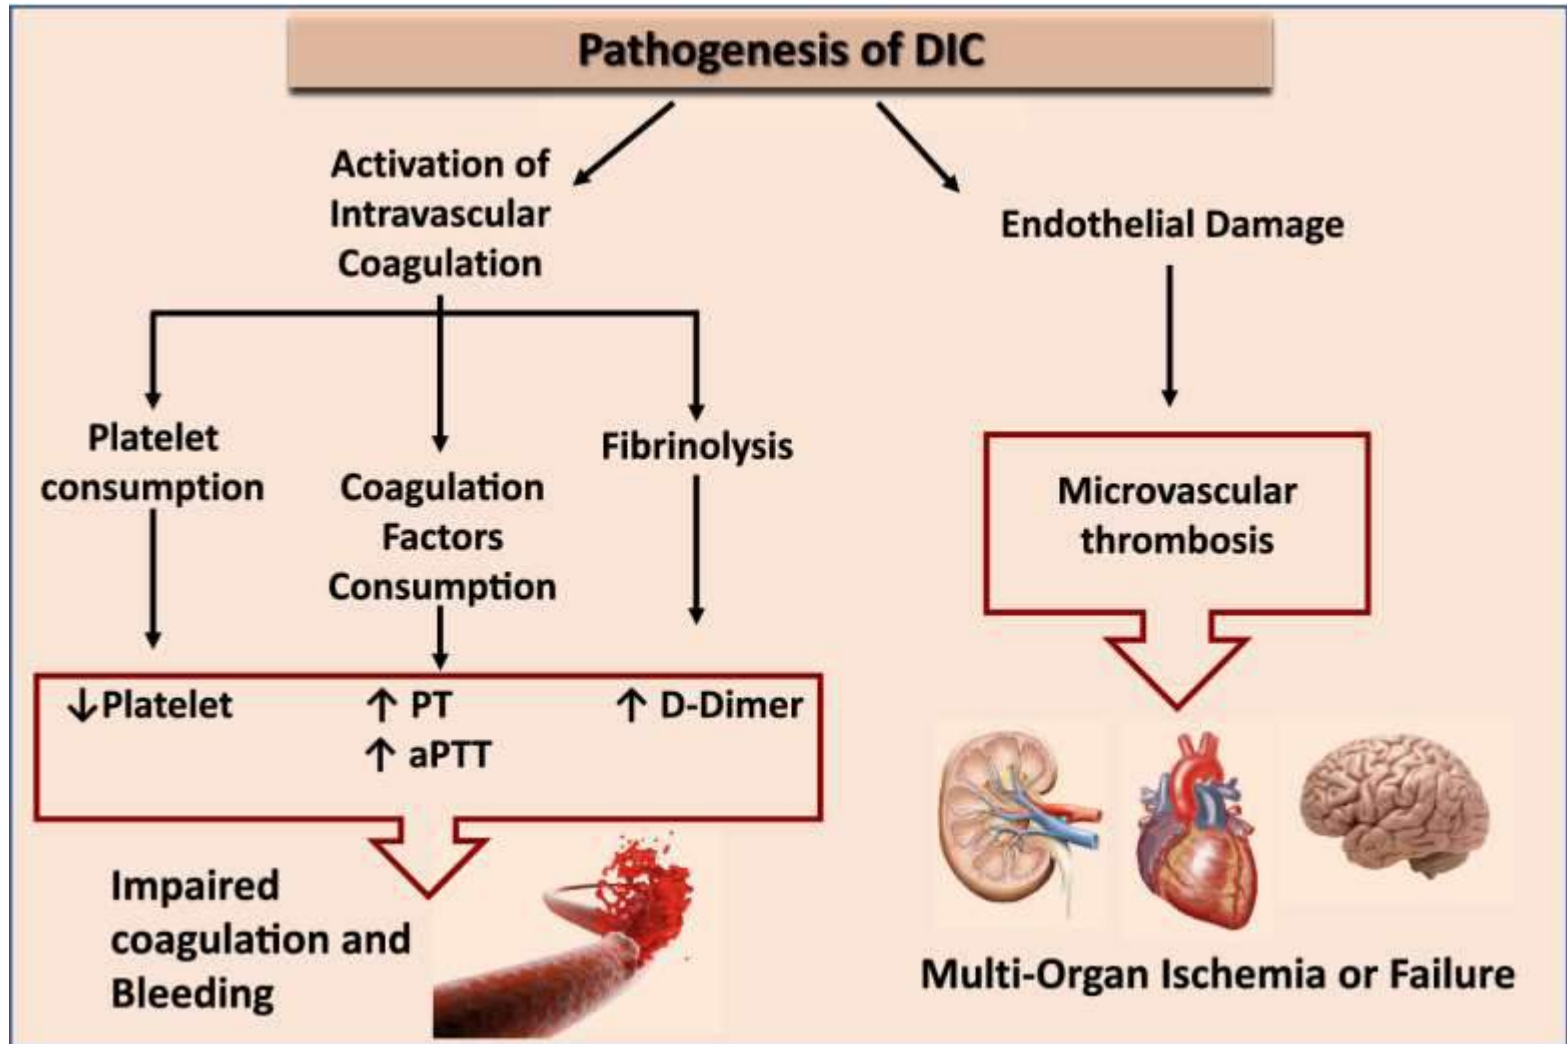 Pathogenesis of DIC
Activation of
Intravascular
Coagulation
Endothelial Damage
Platelet
consumption
Coagulation
Factors
Consumption
Fibrinolysis
Microvascular
thrombosis
↓Platelet
↑ PT
↑ aPTT
↑ D-Dimer
Impaired
coagulation and
Bleeding
Multi-Organ Ischemia or Failure